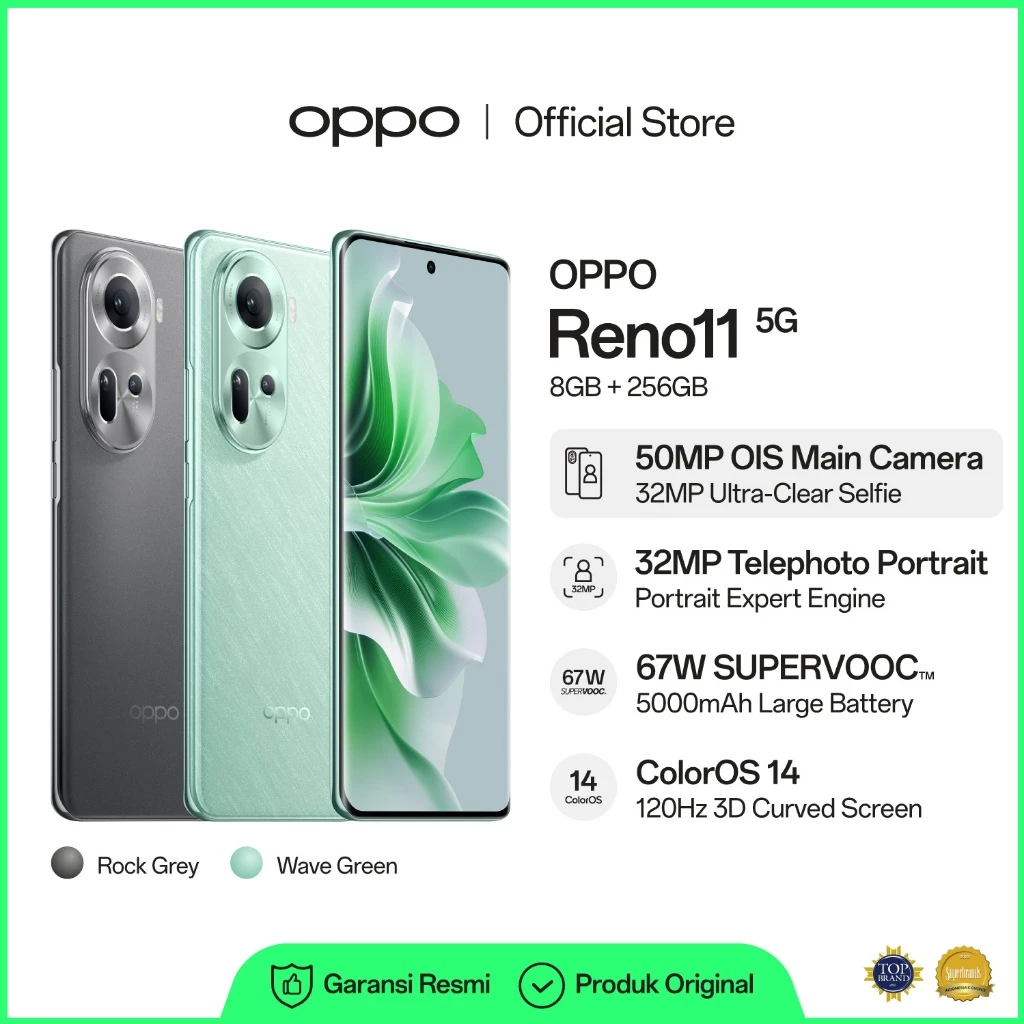 oppo | Official Store
OPPO
Reno11 5G
8GB + 256GB
50MP OIS Main Camera
32MP Ultra-Clear Selfie
32MP
32MP Telephoto Portrait
Portrait Expert Engine
67W
SUPERVOOC
67W SUPERVOOC™
5000mAh Large Battery
14
ColorOS
ColorOS 14
120Hz 3D Curved Screen
oppo
oppo
Rock Grey
Wave Green
Garansi Resmi
Produk Original
TOP
BRAND
Superbrands